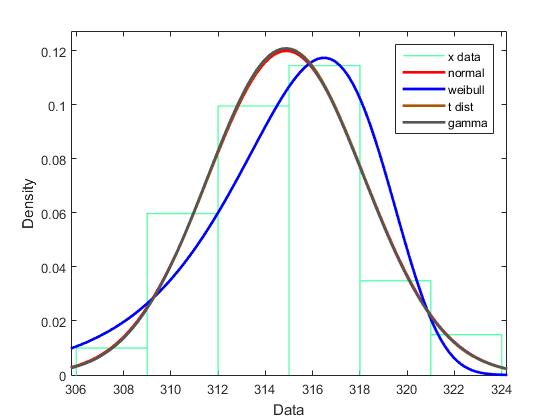 0.12
0.1
0.08
0.06
0.04
0.02
0
Density
x data
normal
weibull
t dist
gamma
306 308 310 312 314 316 318 320 322 324
Data